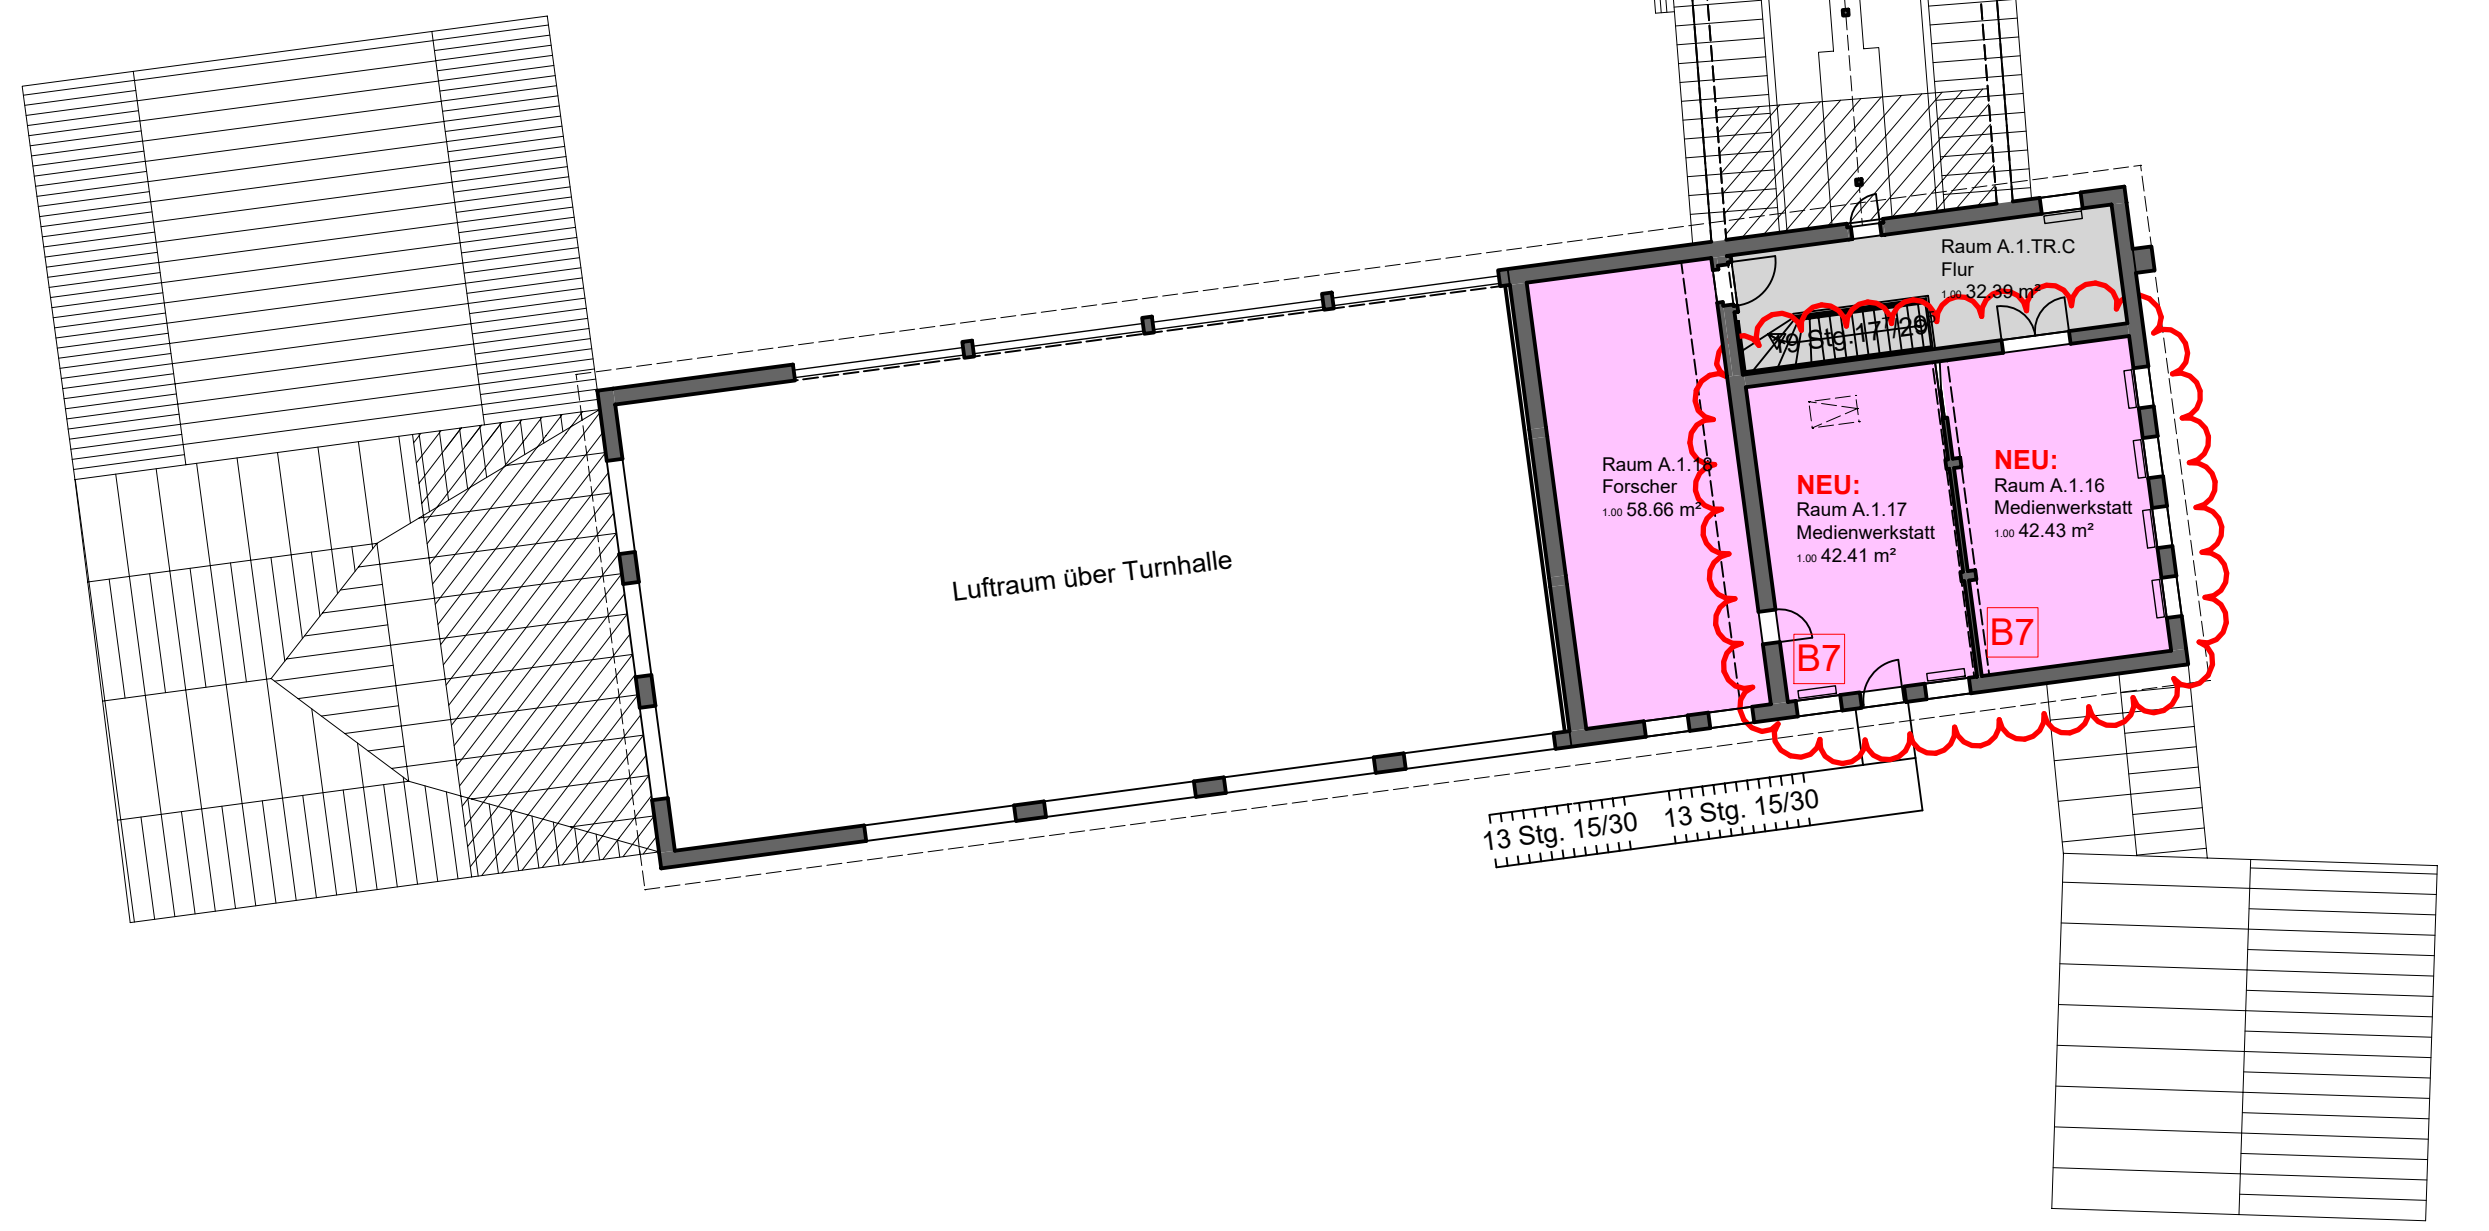 Raum A.1.TR.C
Flur
1.00 32.39 m²
Raum A.1.18
Forscher
1.00 58.66 m²
NEU:
Raum A.1.17
Medienwerkstatt
1.00 42.41 m²
NEU:
Raum A.1.16
Medienwerkstatt
1.00 42.43 m²
B7
B7
Luftraum über Turnhalle
13 Stg. 15/30
13 Stg. 15/30